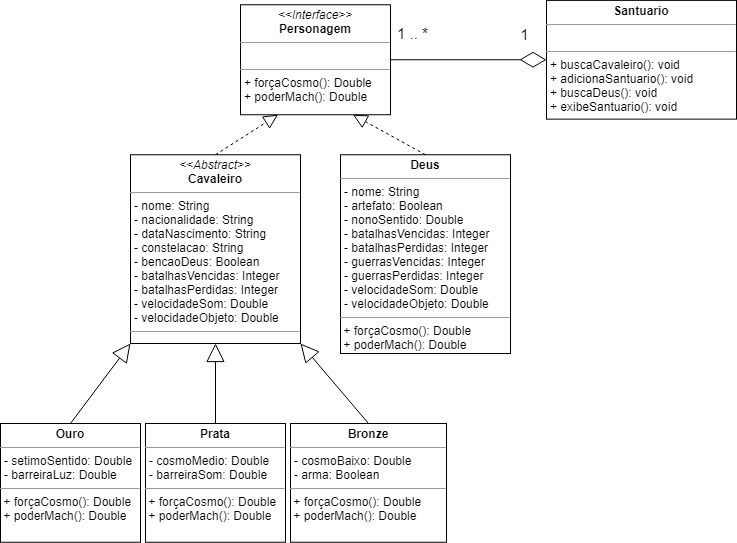 <<Interface>>
Personagem
+ forçaCosmo(): Double
+ poderMach(): Double
1 .. *
1
Santuario
+ buscaCavaleiro(): void
+ adicionaSantuario(): void
+ buscaDeus(): void
+ exibeSantuario(): void
<<Abstract>>
Cavaleiro
- nome: String
- nacionalidade: String
- dataNascimento: String
- constelacao: String
- bencaoDeus: Boolean
- batalhasVencidas: Integer
- batalhasPerdidas: Integer
- velocidadeSom: Double
- velocidadeObjeto: Double
Deus
- nome: String
- artefato: Boolean
- nonoSentido: Double
- batalhasVencidas: Integer
- batalhasPerdidas: Integer
- guerrasVencidas: Integer
- guerrasPerdidas: Integer
- velocidadeSom: Double
- velocidadeObjeto: Double
+ forçaCosmo(): Double
+ poderMach(): Double
Ouro
- setimoSentido: Double
- barreiraLuz: Double
+ forçaCosmo(): Double
+ poderMach(): Double
Prata
- cosmoMedio: Double
- barreiraSom: Double
+ forçaCosmo(): Double
+ poderMach(): Double
Bronze
- cosmoBaixo: Double
- arma: Boolean
+ forçaCosmo(): Double
+ poderMach(): Double